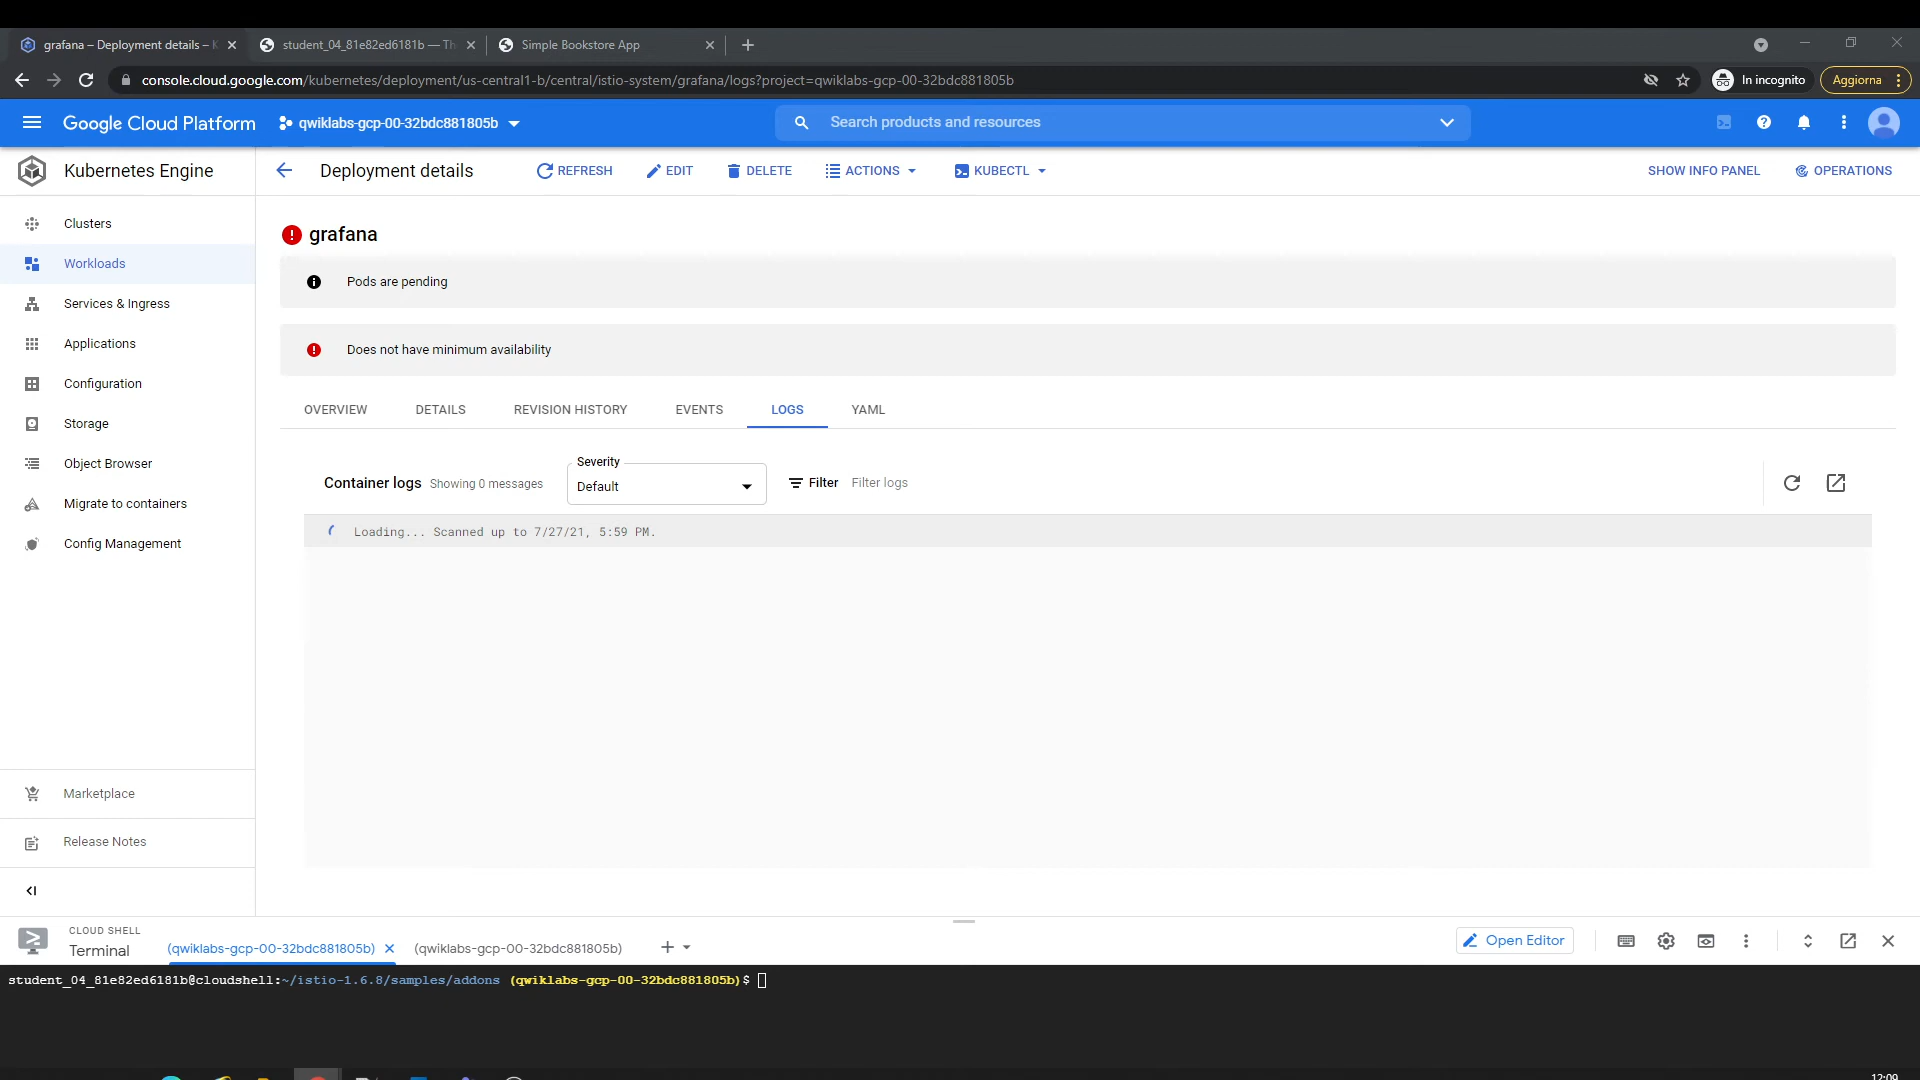 grafana – Deployment details – K
student_04_81e82ed6181b — Th
Simple Bookstore App
console.cloud.google.com/kubernetes/deployment/us-central1-b/central/istio-system/grafana/logs?project=qwiklabs-gcp-00-32bdc881805b
In incognito
Aggiorna
Google Cloud Platform
qwiklabs-gcp-00-32bdc881805b
Search products and resources
Kubernetes Engine
Deployment details
REFRESH
EDIT
DELETE
ACTIONS
KUBECTL
SHOW INFO PANEL
OPERATIONS
Clusters
Workloads
Services & Ingress
Applications
Configuration
Storage
Object Browser
Migrate to containers
Config Management
Marketplace
Release Notes
grafana
Pods are pending
Does not have minimum availability
OVERVIEW
DETAILS
REVISION HISTORY
EVENTS
LOGS
YAML
Container logs
Showing 0 messages
Severity
Default
Filter
Filter logs
Loading... Scanned up to 7/27/21, 5:59 PM.
CLOUD SHELL
Terminal
(qwiklabs-gcp-00-32bdc881805b)
(qwiklabs-gcp-00-32bdc881805b)
Open Editor
student_04_81e82ed6181b@cloudshell:~/istio-1.6.8/samples/addons (qwiklabs-gcp-00-32bdc881805b)$
12:09